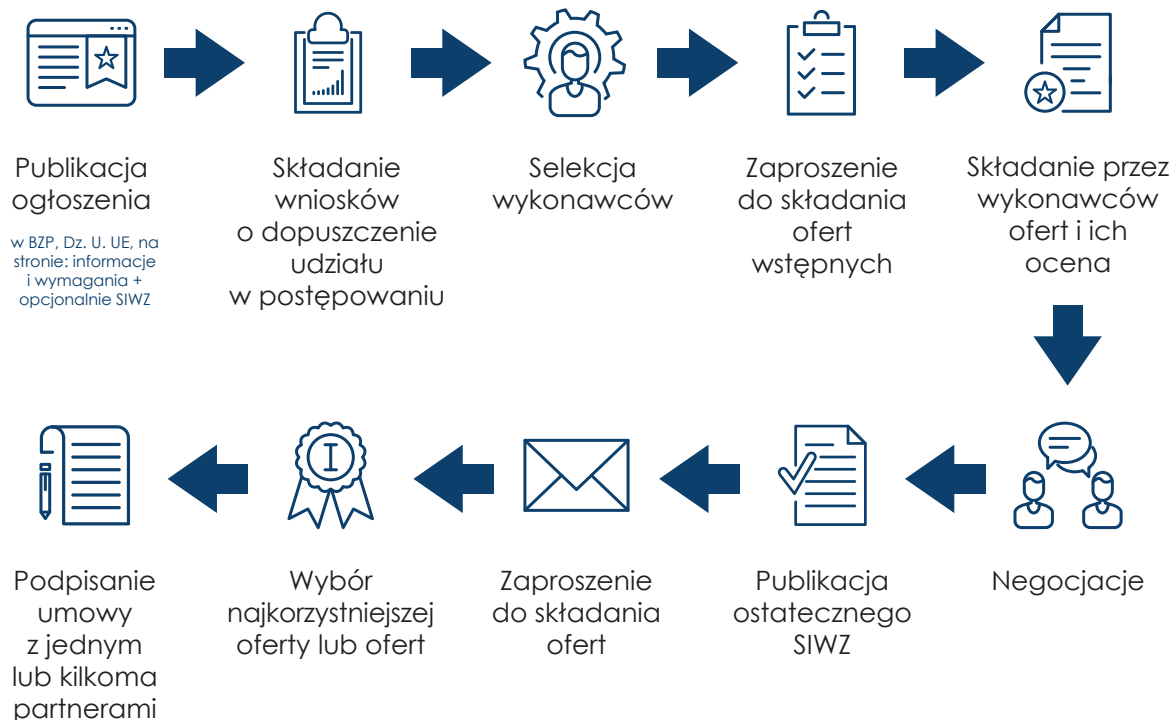 Publikacja
ogłoszenia
w BZP, Dz. U. UE, na
stronie: informacje
i wymagania +
opcjonalnie SIWZ
Składanie
wniosków
o dopuszczenie
udziału
w postępowaniu
Selekcja
wykonawców
Zaproszenie
do składania
ofert
wstępnych
Składanie przez
wykonawców
ofert i ich
ocena
Negocjacje
Publikacja
ostatecznego
SIWZ
Zaproszenie
do składania
ofert
I
Wybór
najkorzystniejszej
oferty lub ofert
Podpisanie
umowy
z jednym
lub kilkoma
partnerami